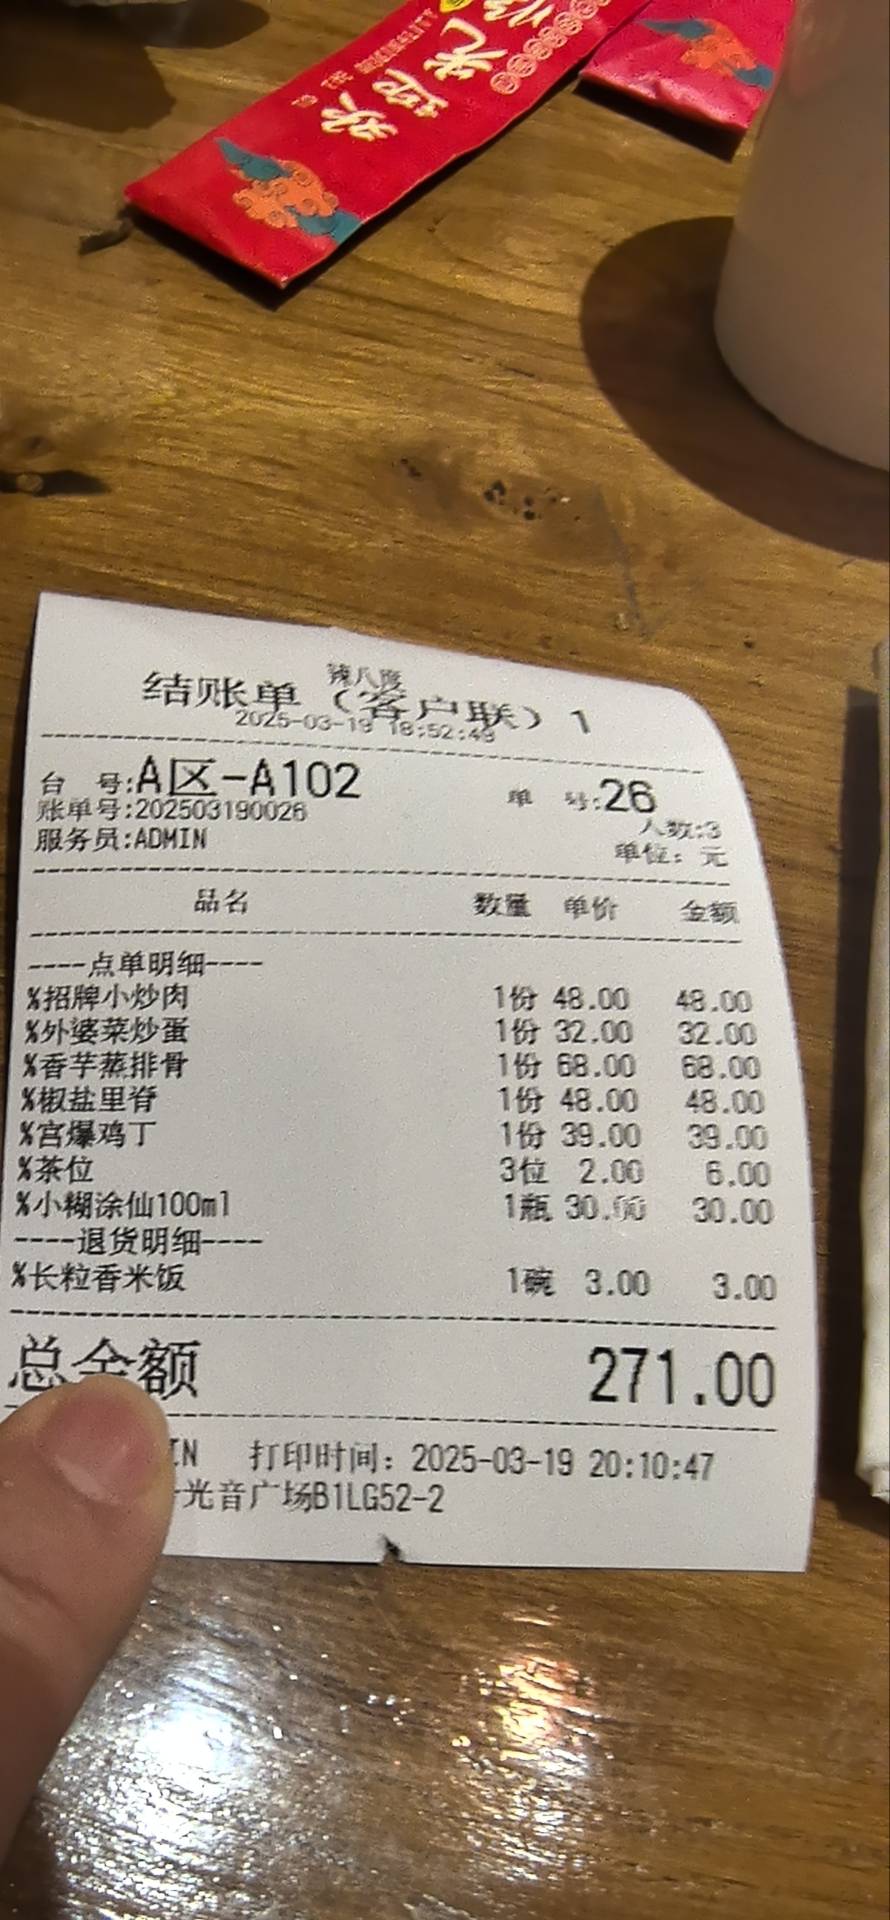 欢迎光临
辣八度
结账单（客户联）1
2025-03-19 18:52:49
台 号:A区-A102 单 号:26
账单号:202503190026 人数:3
服务员:ADMIN 单位: 元
品名 数量 单价 金额
----点单明细----
%招牌小炒肉 1份 48.00 48.00
%外婆菜炒蛋 1份 32.00 32.00
%香芋蒸排骨 1份 68.00 68.00
%椒盐里脊 1份 48.00 48.00
%宫爆鸡丁 1份 39.00 39.00
%茶位 3位 2.00 6.00
%小糊涂仙100ml 1瓶 30.00 30.00
----退货明细----
%长粒香米饭 1碗 3.00 3.00
总金额 271.00
IN 打印时间: 2025-03-19 20:10:47
光音广场B1LG52-2